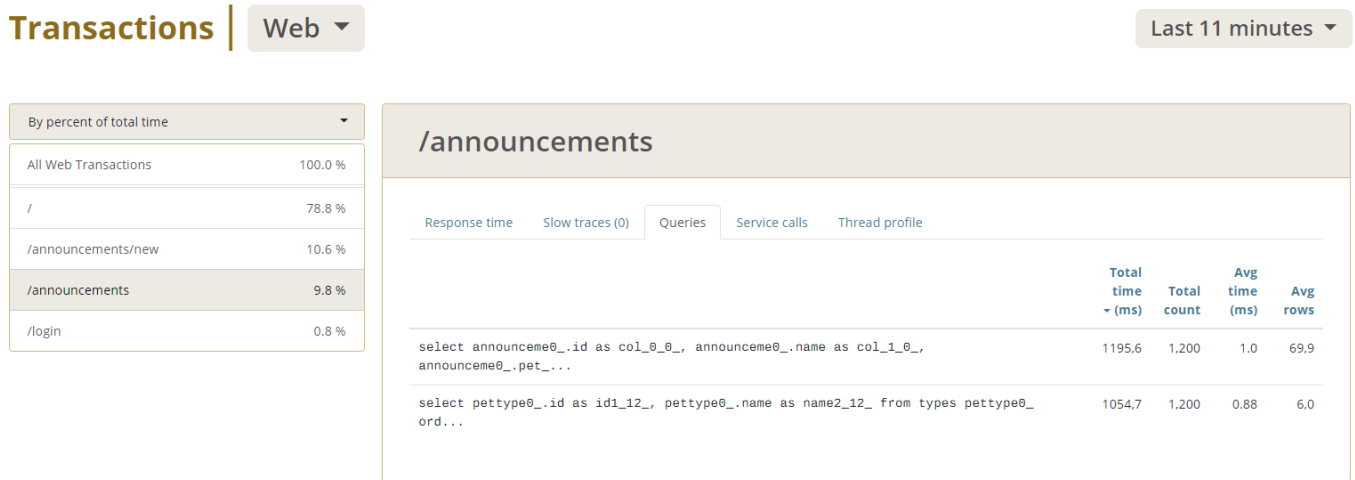 Transactions Web Last 11 minutes
By percent of total time
All Web Transactions 100.0 %
/ 78.8 %
/announcements/new 10.6 %
/announcements 9.8 %
/login 0.8 %
/announcements
Response time Slow traces (0) Queries Service calls Thread profile
Total time (ms) Total count Avg time (ms) Avg rows
select announceme0_.id as col_0_0_, announceme0_.name as col_1_0_, 1195,6 1,200 1.0 69,9
announceme0_.pet_...
select pettype0_.id as id1_12_, pettype0_.name as name2_12_ from types pettype0_ 1054,7 1,200 0.88 6,0
ord...